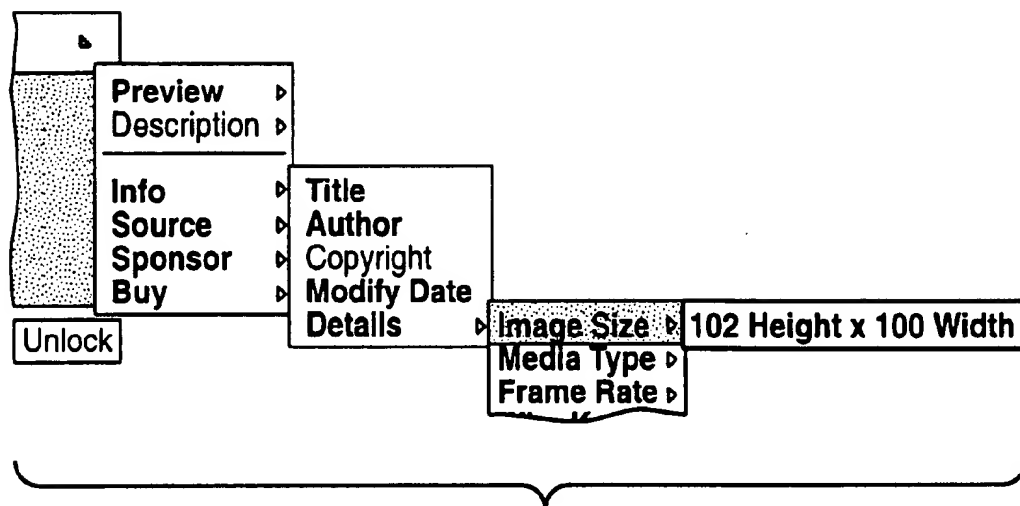 Preview
Description
Info
Source
Sponsor
Buy
Unlock
Title
Author
Copyright
Modify Date
Details
Image Size
Media Type
Frame Rate
102 Height x 100 Width